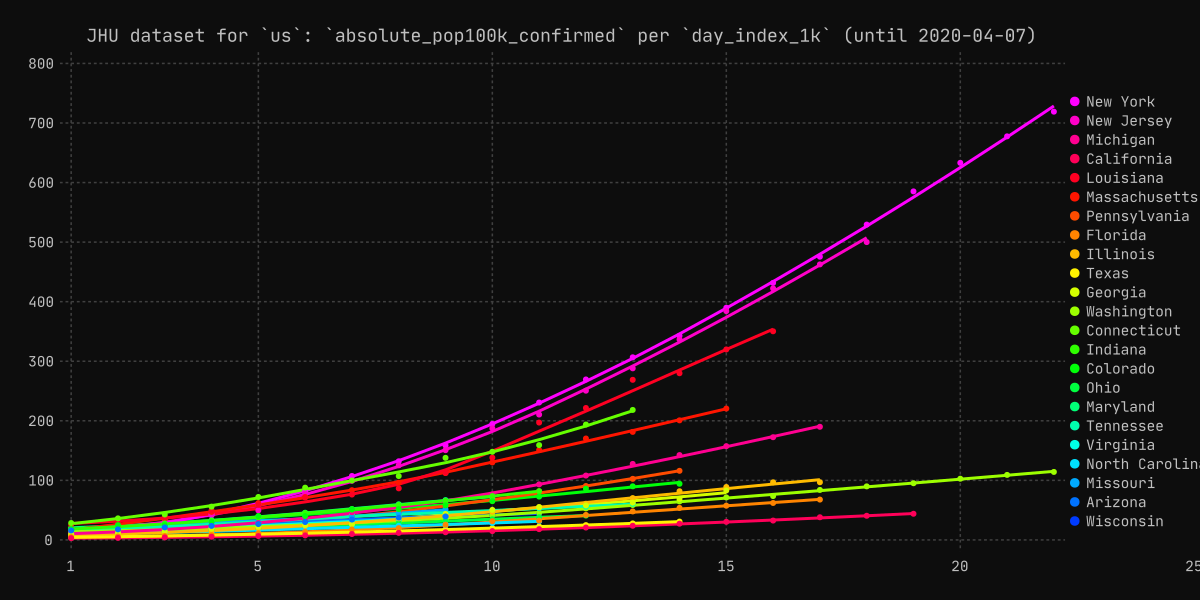 JHU dataset for `us`: `absolute_pop100k_confirmed` per `day_index_1k` (until 2020-04-07)
800
700
600
500
400
300
200
100
0
1 5 10 15 20 25
New York
New Jersey
Michigan
California
Louisiana
Massachusetts
Pennsylvania
Florida
Illinois
Texas
Georgia
Washington
Connecticut
Indiana
Colorado
Ohio
Maryland
Tennessee
Virginia
North Carolina
Missouri
Arizona
Wisconsin